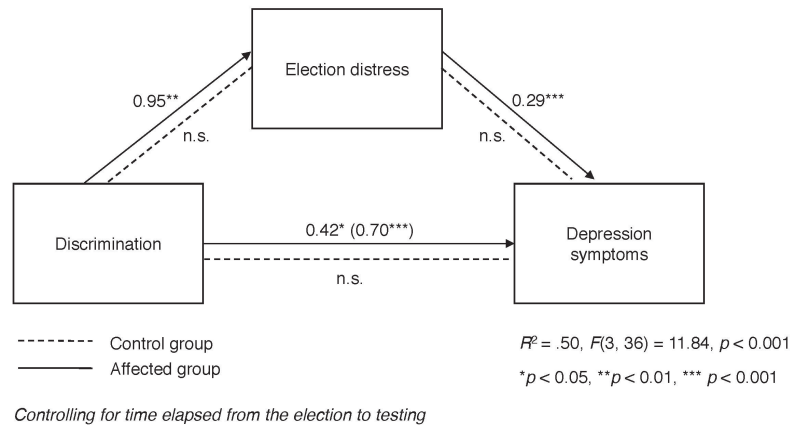 Election distress
0.95**
0.29***
n.s.
n.s.
Discrimination
0.42* (0.70***)
Depression
symptoms
n.s.
Control group
Affected group
R² = .50, F(3, 36) = 11.84, p < 0.001
*p < 0.05, **p < 0.01, *** p < 0.001
Controlling for time elapsed from the election to testing